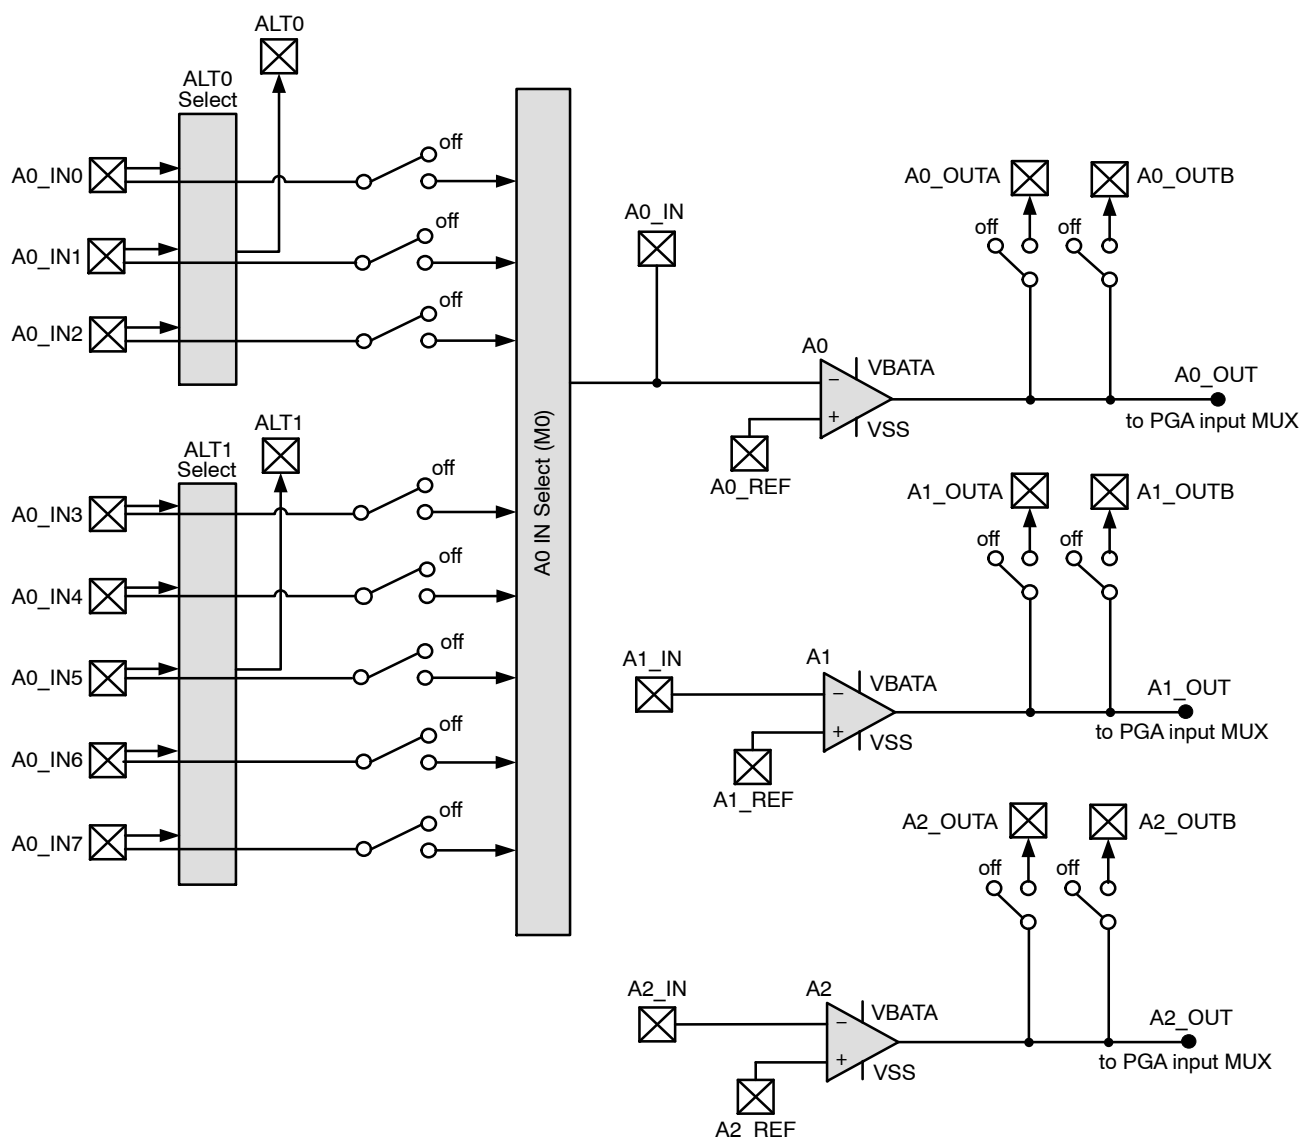 ALT0
ALT0
Select
A0_IN0
off
A0_IN1
off
A0_IN2
off
ALT1
ALT1
Select
A0_IN3
off
A0_IN4
off
A0_IN5
off
A0_IN6
off
A0_IN7
off
A0 IN Select (M0)
A0_IN
A0
VBATA
−
+
VSS
A0_REF
A0_OUTA
A0_OUTB
off
off
A0_OUT
to PGA input MUX
A1_IN
A1
VBATA
−
+
VSS
A1_REF
A1_OUTA
A1_OUTB
off
off
A1_OUT
to PGA input MUX
A2_IN
A2
VBATA
−
+
VSS
A2_REF
A2_OUTA
A2_OUTB
off
off
A2_OUT
to PGA input MUX